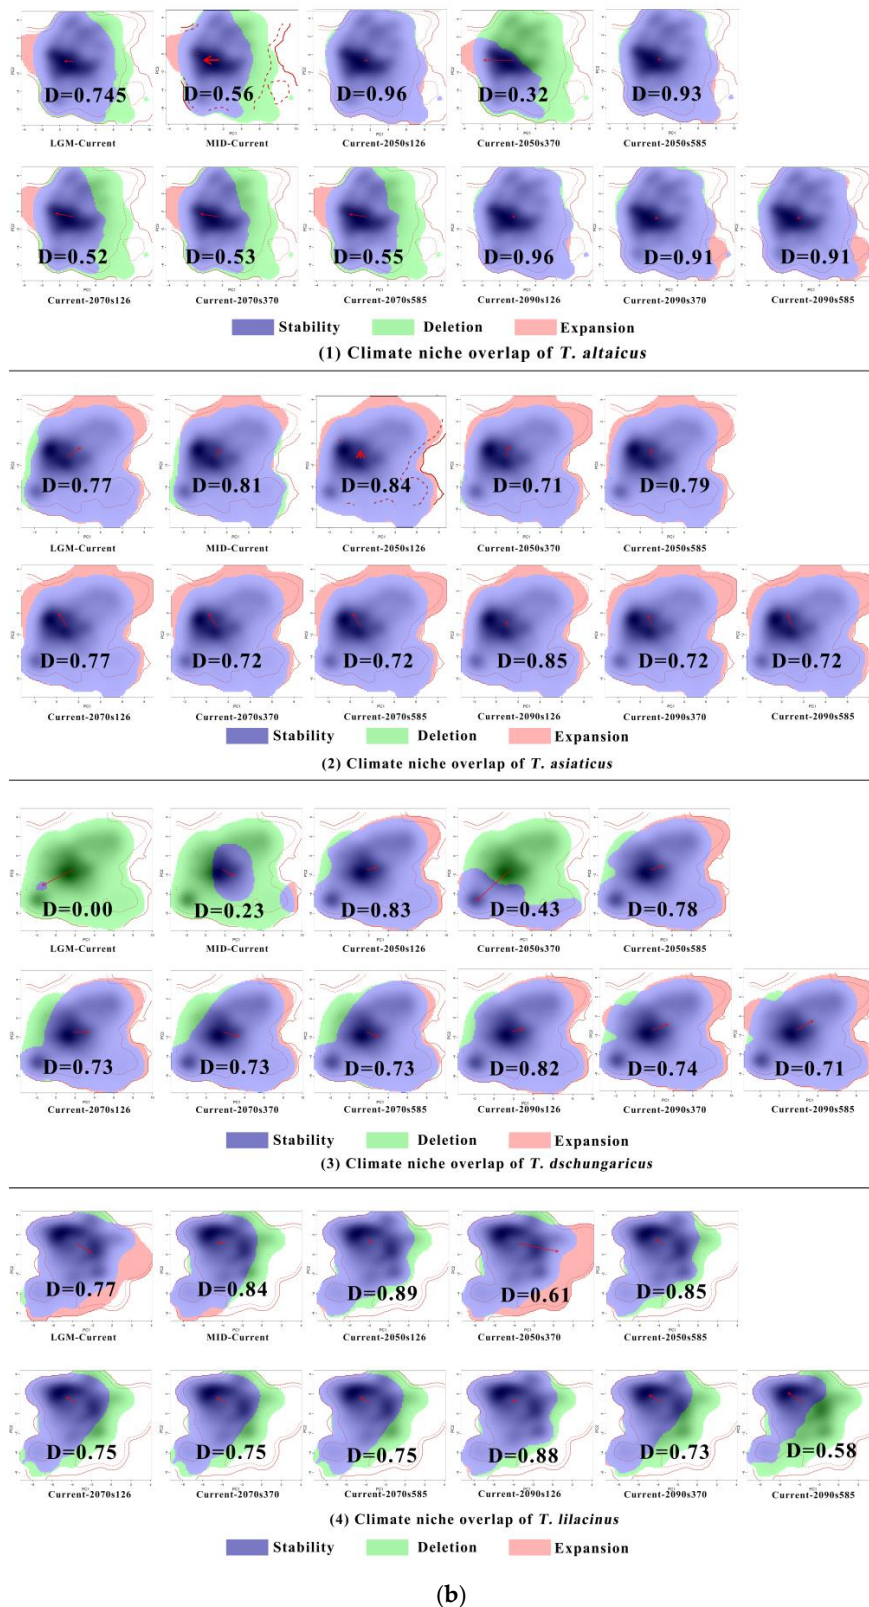 D=0.745 D=0.56 D=0.96 D=0.32 D=0.93
PC1
LGM-Current MID-Current Current-2050s126 Current-2050s370 Current-2050s585
D=0.52 D=0.53 D=0.55 D=0.96 D=0.91 D=0.91
Current-2070s126 Current-2070s370 Current-2070s585 Current-2090s126 Current-2090s370 Current-2090s585
Stability Deletion Expansion
(1) Climate niche overlap of T. altaicus
D=0.77 D=0.81 D=0.84 D=0.71 D=0.79
LGM-Current MID-Current Current-2050s126 Current-2050s370 Current-2050s585
D=0.77 D=0.72 D=0.72 D=0.85 D=0.72 D=0.72
Current-2070s126 Current-2070s370 Current-2070s585 Current-2090s126 Current-2090s370 Current-2090s585
Stability Deletion Expansion
(2) Climate niche overlap of T. asiaticus
D=0.00 D=0.23 D=0.83 D=0.43 D=0.78
LGM-Current MID-Current Current-2050s126 Current-2050s370 Current-2050s585
D=0.73 D=0.73 D=0.73 D=0.82 D=0.74 D=0.71
Current-2070s126 Current-2070s370 Current-2070s585 Current-2090s126 Current-2090s370 Current-2090s585
Stability Deletion Expansion
(3) Climate niche overlap of T. dschungaricus
D=0.77 D=0.84 D=0.89 D=0.61 D=0.85
LGM-Current MID-Current Current-2050s126 Current-2050s370 Current-2050s585
D=0.75 D=0.75 D=0.75 D=0.88 D=0.73 D=0.58
Current-2070s126 Current-2070s370 Current-2070s585 Current-2090s126 Current-2090s370 Current-2090s585
(4) Climate niche overlap of T. lilacinus
Stability Deletion Expansion
(b)